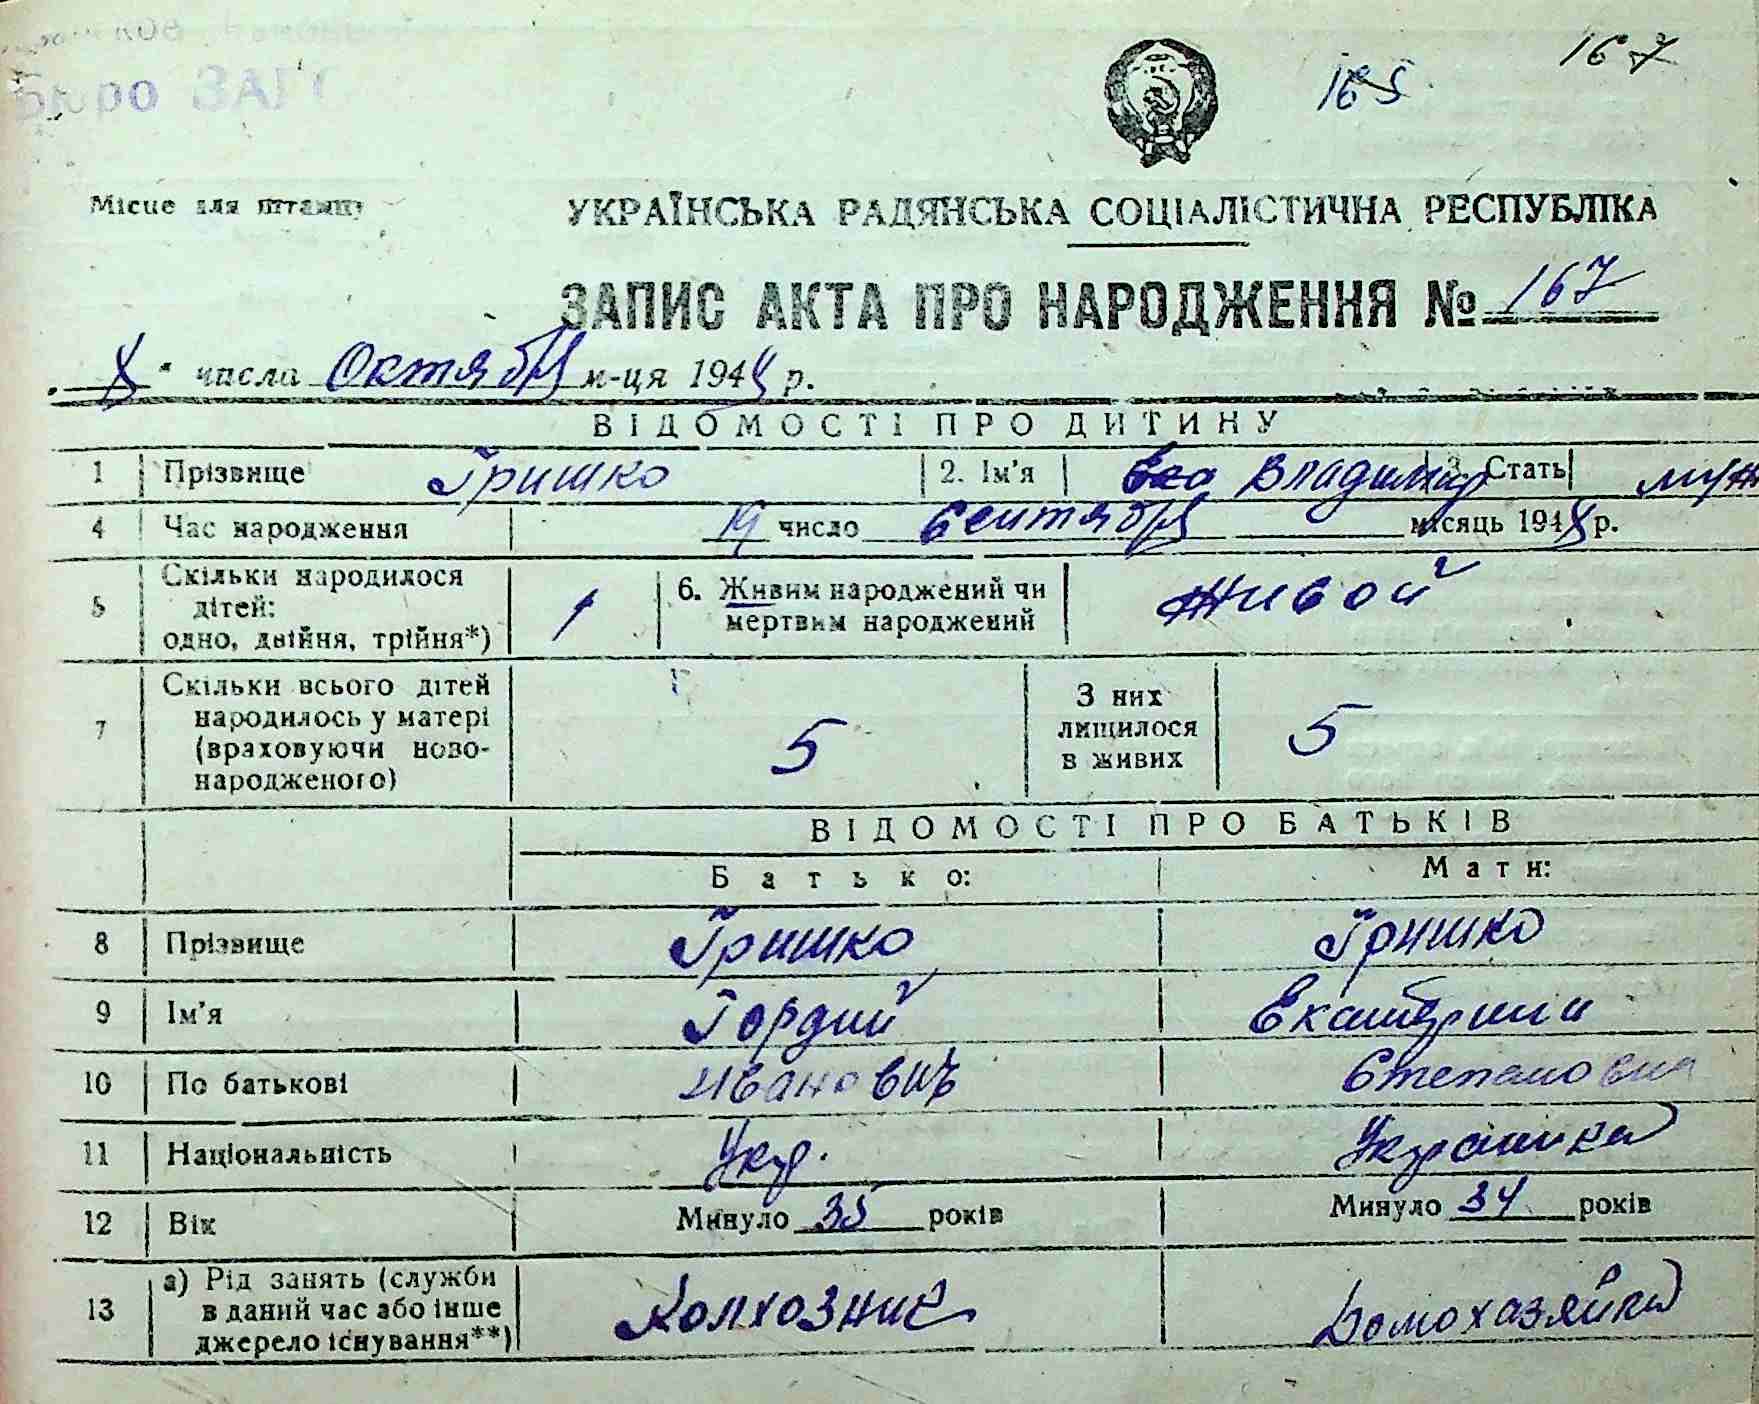 Бюро ЗАГС
165
167
Місце для штампу
УКРАЇНСЬКА РАДЯНСЬКА СОЦІАЛІСТИЧНА РЕСПУБЛІКА
ЗАПИС АКТА ПРО НАРОДЖЕННЯ № 167
" числа Октября м-ця 194 р.
ВІДОМОСТІ ПРО ДИТИНУ
1 Прізвище Гришко 2. Ім'я Владимир 3. Стать муж
4 Час народження 19 число Сентября місяць 194 р.
5 Скільки народилося дітей: одно, двійня, трійня*) 1 6. Живим народжений чи мертвим народжений Живой
7 Скільки всього дітей народилось у матері (враховуючи новонародженого) 5 З них лишилося в живих 5
ВІДОМОСТІ ПРО БАТЬКІВ
Батько: Мати:
8 Прізвище Гришко Гришко
9 Ім'я Гордий Екатерина
10 По батькові Иванович Степановна
11 Національність Укр. Украинка
12 Вік Минуло 35 років Минуло 34 років
13 а) Рід занять (служби в даний час або інше джерело існування**) Колхозник Домохазяйка